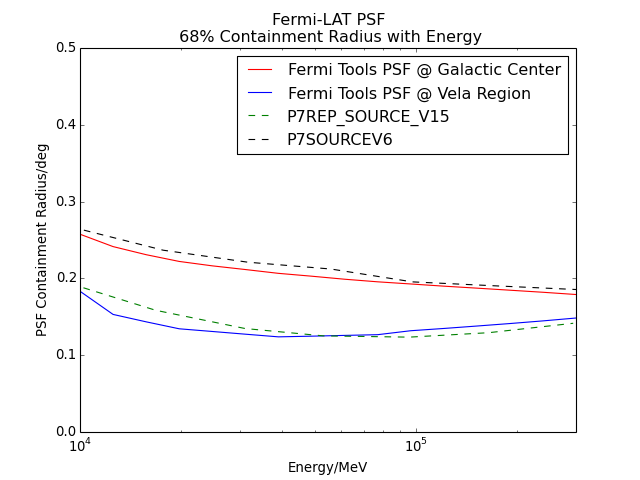 Fermi-LAT PSF
68% Containment Radius with Energy
0.5
0.4
0.3
0.2
0.1
0.0
PSF Containment Radius/deg
Fermi Tools PSF @ Galactic Center
Fermi Tools PSF @ Vela Region
P7REP_SOURCE_V15
P7SOURCEV6
10⁴
10⁵
Energy/MeV